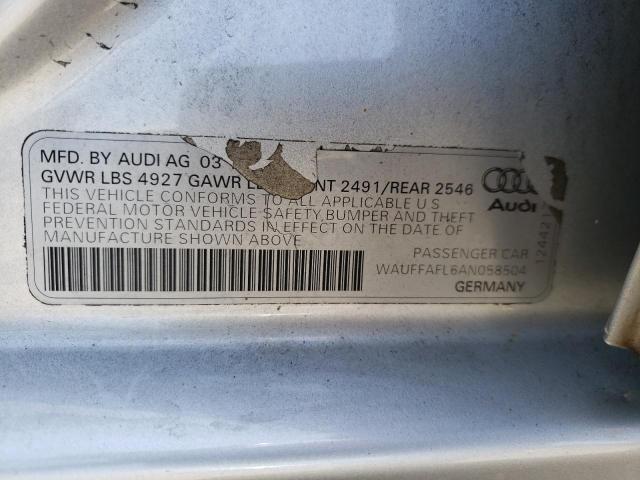 MFD. BY AUDI AG 03
GVWR LBS 4927 GAWR NT 2491/REAR 2546
THIS VEHICLE CONFORMS TO ALL APPLICABLE U S
FEDERAL MOTOR VEHICLE SAFETY, BUMPER AND THEFT
PREVENTION STANDARDS IN EFFECT ON THE DATE OF
MANUFACTURE SHOWN ABOVE
PASSENGER CAR
WAUFFAFL6AN058504
GERMANY
Audi
124421